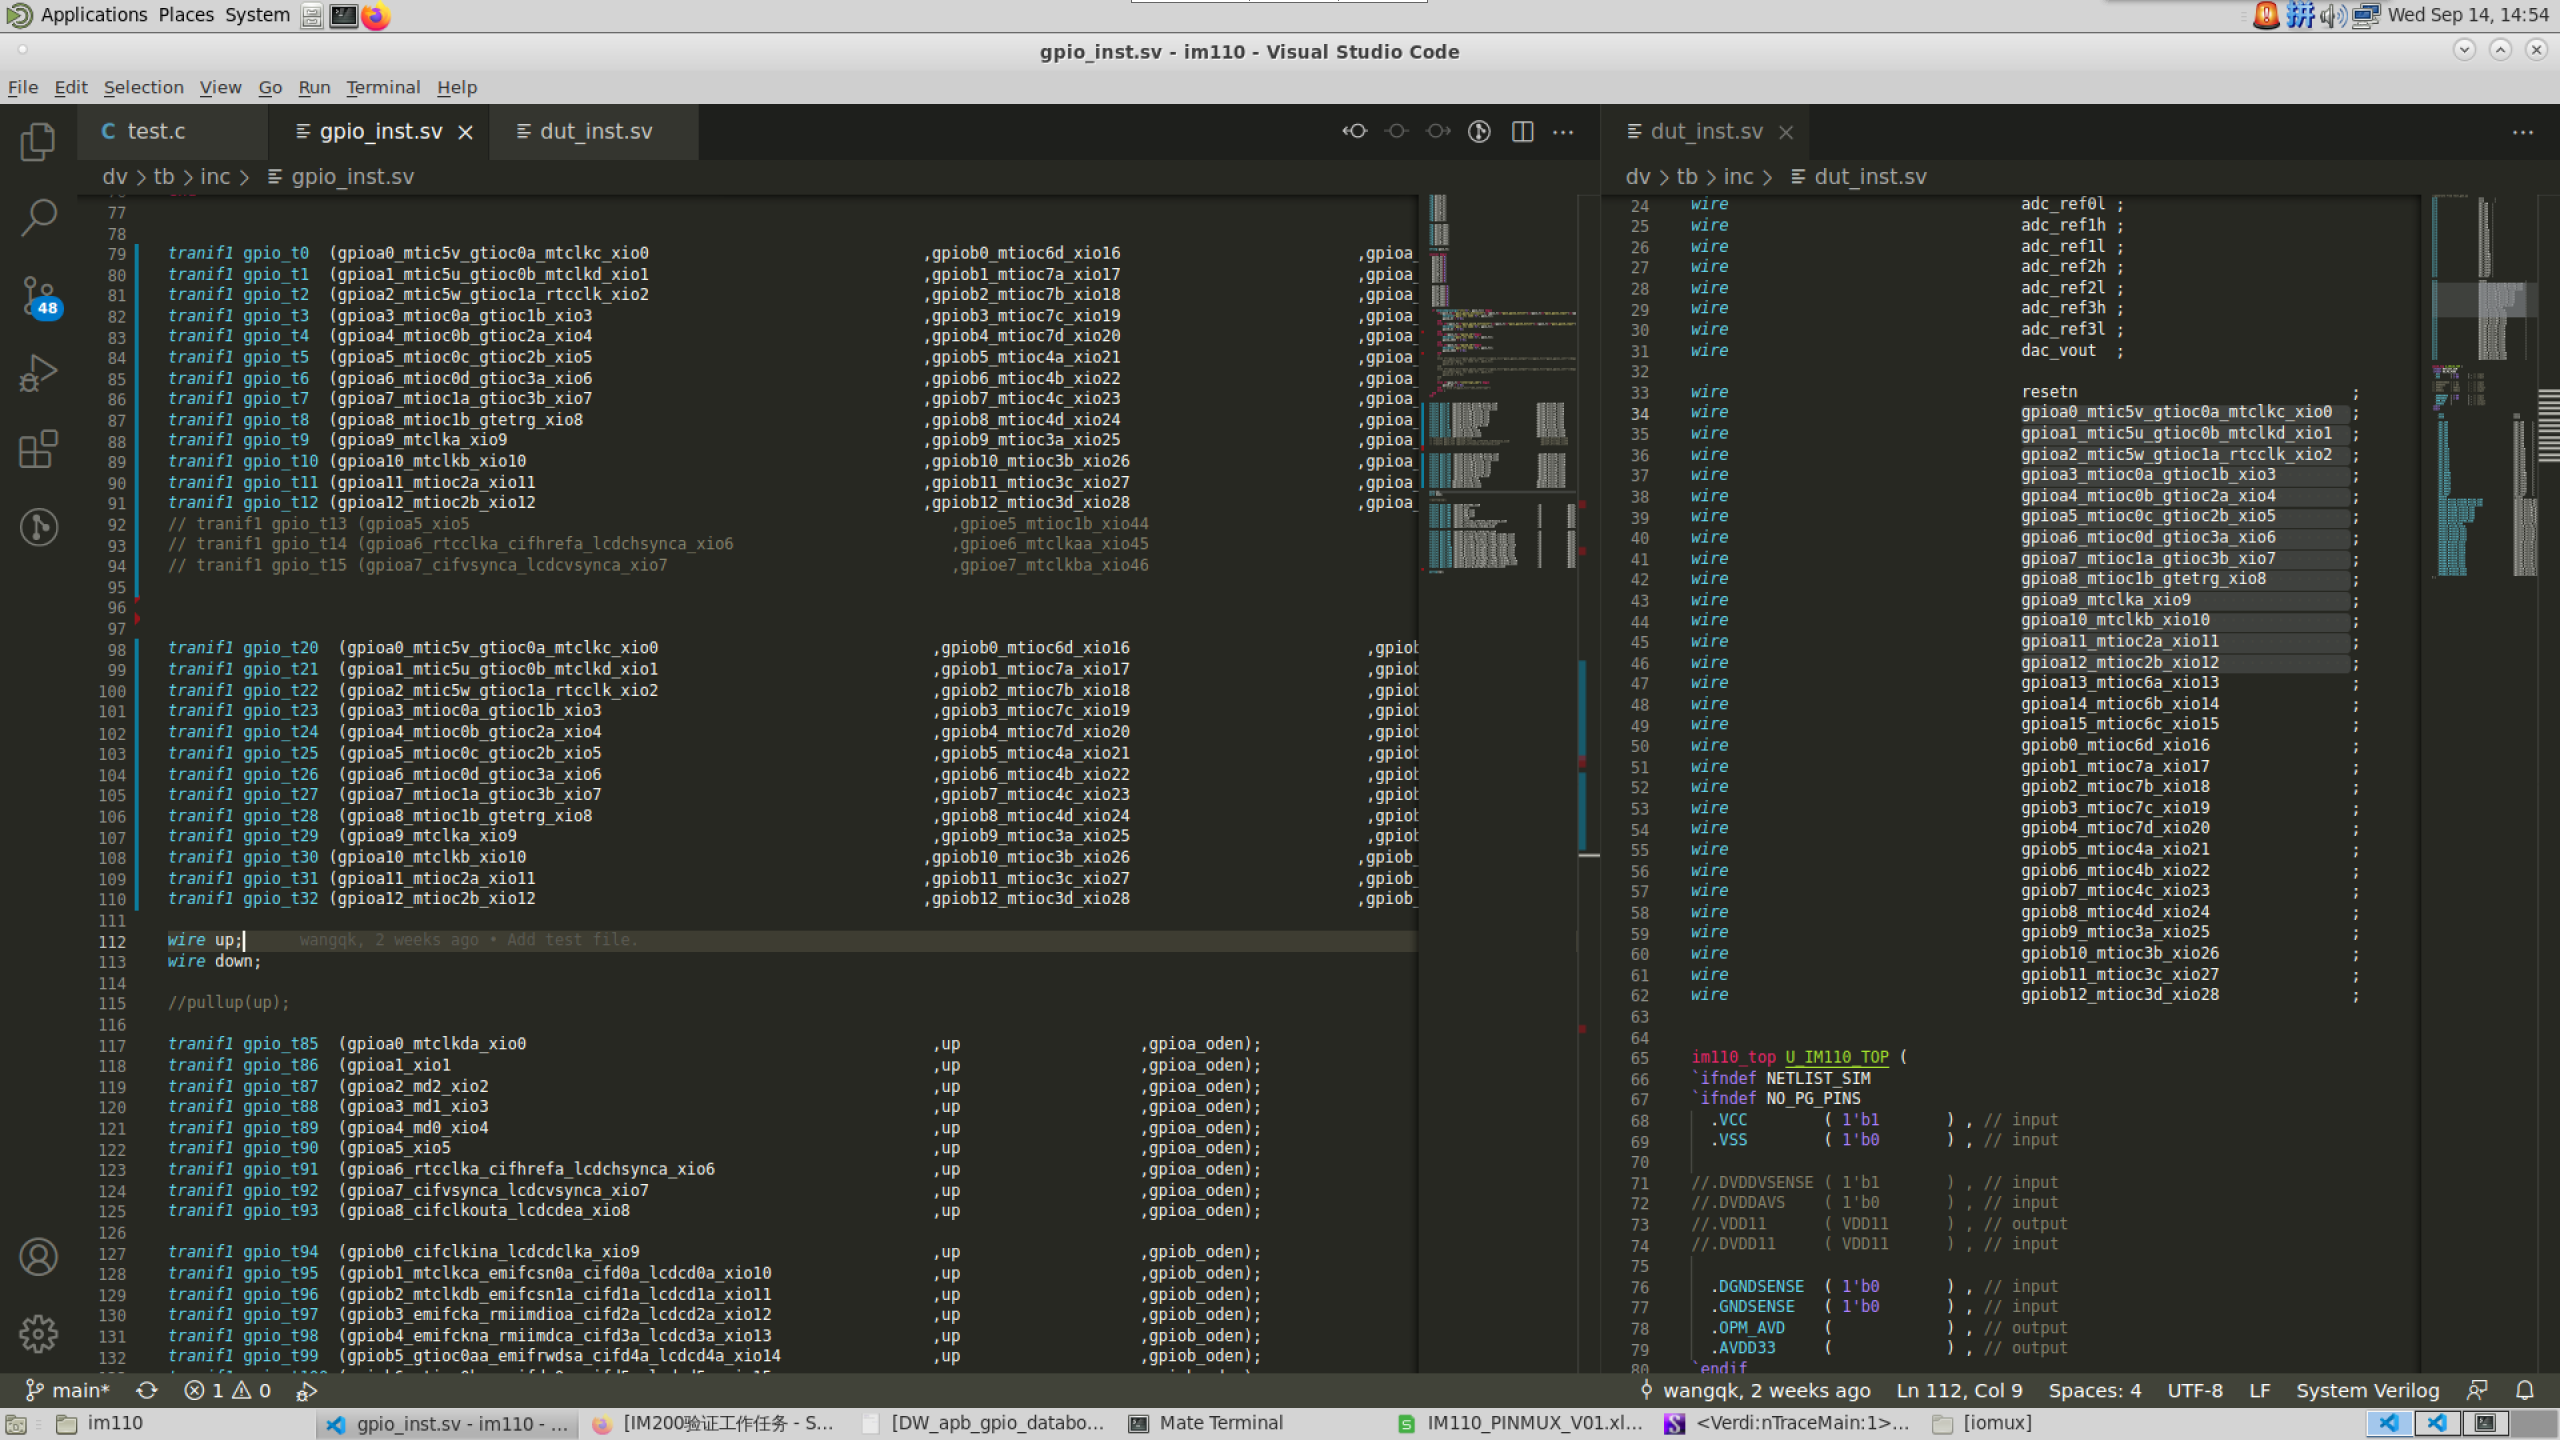 Applications Places System
拼 Wed Sep 14, 14:54
gpio_inst.sv - im110 - Visual Studio Code
File Edit Selection View Go Run Terminal Help
C test.c gpio_inst.sv dut_inst.sv
dv > tb > inc > gpio_inst.sv
77
78
79 tranif1 gpio_t0 (gpioa0_mtic5v_gtioc0a_mtclkc_xio0 ,gpiob0_mtioc6d_xio16 ,gpioa_
80 tranif1 gpio_t1 (gpioa1_mtic5u_gtioc0b_mtclkd_xio1 ,gpiob1_mtioc7a_xio17 ,gpioa_
81 tranif1 gpio_t2 (gpioa2_mtic5w_gtioc1a_rtcclk_xio2 ,gpiob2_mtioc7b_xio18 ,gpioa_
82 tranif1 gpio_t3 (gpioa3_mtioc0a_gtioc1b_xio3 ,gpiob3_mtioc7c_xio19 ,gpioa_
83 tranif1 gpio_t4 (gpioa4_mtioc0b_gtioc2a_xio4 ,gpiob4_mtioc7d_xio20 ,gpioa_
84 tranif1 gpio_t5 (gpioa5_mtioc0c_gtioc2b_xio5 ,gpiob5_mtioc4a_xio21 ,gpioa_
85 tranif1 gpio_t6 (gpioa6_mtioc0d_gtioc3a_xio6 ,gpiob6_mtioc4b_xio22 ,gpioa_
86 tranif1 gpio_t7 (gpioa7_mtioc1a_gtioc3b_xio7 ,gpiob7_mtioc4c_xio23 ,gpioa_
87 tranif1 gpio_t8 (gpioa8_mtioc1b_gtetrg_xio8 ,gpiob8_mtioc4d_xio24 ,gpioa_
88 tranif1 gpio_t9 (gpioa9_mtclka_xio9 ,gpiob9_mtioc3a_xio25 ,gpioa_
89 tranif1 gpio_t10 (gpioa10_mtclkb_xio10 ,gpiob10_mtioc3b_xio26 ,gpioa_
90 tranif1 gpio_t11 (gpioa11_mtioc2a_xio11 ,gpiob11_mtioc3c_xio27 ,gpioa_
91 tranif1 gpio_t12 (gpioa12_mtioc2b_xio12 ,gpiob12_mtioc3d_xio28 ,gpioa_
92 // tranif1 gpio_t13 (gpioa5_xio5 ,gpioe5_mtioc1b_xio44
93 // tranif1 gpio_t14 (gpioa6_rtcclka_cifhrefa_lcdchsynca_xio6 ,gpioe6_mtclkaa_xio45
94 // tranif1 gpio_t15 (gpioa7_cifvsynca_lcdcvsynca_xio7 ,gpioe7_mtclkba_xio46
95
96
97
98 tranif1 gpio_t20 (gpioa0_mtic5v_gtioc0a_mtclkc_xio0 ,gpiob0_mtioc6d_xio16 ,gpiob
99 tranif1 gpio_t21 (gpioa1_mtic5u_gtioc0b_mtclkd_xio1 ,gpiob1_mtioc7a_xio17 ,gpiob
100 tranif1 gpio_t22 (gpioa2_mtic5w_gtioc1a_rtcclk_xio2 ,gpiob2_mtioc7b_xio18 ,gpiob
101 tranif1 gpio_t23 (gpioa3_mtioc0a_gtioc1b_xio3 ,gpiob3_mtioc7c_xio19 ,gpiob
102 tranif1 gpio_t24 (gpioa4_mtioc0b_gtioc2a_xio4 ,gpiob4_mtioc7d_xio20 ,gpiob
103 tranif1 gpio_t25 (gpioa5_mtioc0c_gtioc2b_xio5 ,gpiob5_mtioc4a_xio21 ,gpiob
104 tranif1 gpio_t26 (gpioa6_mtioc0d_gtioc3a_xio6 ,gpiob6_mtioc4b_xio22 ,gpiob
105 tranif1 gpio_t27 (gpioa7_mtioc1a_gtioc3b_xio7 ,gpiob7_mtioc4c_xio23 ,gpiob
106 tranif1 gpio_t28 (gpioa8_mtioc1b_gtetrg_xio8 ,gpiob8_mtioc4d_xio24 ,gpiob
107 tranif1 gpio_t29 (gpioa9_mtclka_xio9 ,gpiob9_mtioc3a_xio25 ,gpiob
108 tranif1 gpio_t30 (gpioa10_mtclkb_xio10 ,gpiob10_mtioc3b_xio26 ,gpiob_
109 tranif1 gpio_t31 (gpioa11_mtioc2a_xio11 ,gpiob11_mtioc3c_xio27 ,gpiob_
110 tranif1 gpio_t32 (gpioa12_mtioc2b_xio12 ,gpiob12_mtioc3d_xio28 ,gpiob_
111
112 wire up; wangqk, 2 weeks ago • Add test file.
113 wire down;
114
115 //pullup(up);
116
117 tranif1 gpio_t85 (gpioa0_mtclkda_xio0 ,up ,gpioa_oden);
118 tranif1 gpio_t86 (gpioa1_xio1 ,up ,gpioa_oden);
119 tranif1 gpio_t87 (gpioa2_md2_xio2 ,up ,gpioa_oden);
120 tranif1 gpio_t88 (gpioa3_md1_xio3 ,up ,gpioa_oden);
121 tranif1 gpio_t89 (gpioa4_md0_xio4 ,up ,gpioa_oden);
122 tranif1 gpio_t90 (gpioa5_xio5 ,up ,gpioa_oden);
123 tranif1 gpio_t91 (gpioa6_rtcclka_cifhrefa_lcdchsynca_xio6 ,up ,gpioa_oden);
124 tranif1 gpio_t92 (gpioa7_cifvsynca_lcdcvsynca_xio7 ,up ,gpioa_oden);
125 tranif1 gpio_t93 (gpioa8_cifclkouta_lcdcdea_xio8 ,up ,gpioa_oden);
126
127 tranif1 gpio_t94 (gpiob0_cifclkina_lcdcdclka_xio9 ,up ,gpiob_oden);
128 tranif1 gpio_t95 (gpiob1_mtclkca_emifcsn0a_cifd0a_lcdcd0a_xio10 ,up ,gpiob_oden);
129 tranif1 gpio_t96 (gpiob2_mtclkdb_emifcsn1a_cifd1a_lcdcd1a_xio11 ,up ,gpiob_oden);
130 tranif1 gpio_t97 (gpiob3_emifcka_rmiimdioa_cifd2a_lcdcd2a_xio12 ,up ,gpiob_oden);
131 tranif1 gpio_t98 (gpiob4_emifckna_rmiimdca_cifd3a_lcdcd3a_xio13 ,up ,gpiob_oden);
132 tranif1 gpio_t99 (gpiob5_gtioc0aa_emifrwdsa_cifd4a_lcdcd4a_xio14 ,up ,gpiob_oden);
dut_inst.sv
dv > tb > inc > dut_inst.sv
24 wire adc_ref0l ;
25 wire adc_ref1h ;
26 wire adc_ref1l ;
27 wire adc_ref2h ;
28 wire adc_ref2l ;
29 wire adc_ref3h ;
30 wire adc_ref3l ;
31 wire dac_vout ;
32
33 wire resetn ;
34 wire gpioa0_mtic5v_gtioc0a_mtclkc_xio0 ;
35 wire gpioa1_mtic5u_gtioc0b_mtclkd_xio1 ;
36 wire gpioa2_mtic5w_gtioc1a_rtcclk_xio2 ;
37 wire gpioa3_mtioc0a_gtioc1b_xio3 ;
38 wire gpioa4_mtioc0b_gtioc2a_xio4 ;
39 wire gpioa5_mtioc0c_gtioc2b_xio5 ;
40 wire gpioa6_mtioc0d_gtioc3a_xio6 ;
41 wire gpioa7_mtioc1a_gtioc3b_xio7 ;
42 wire gpioa8_mtioc1b_gtetrg_xio8 ;
43 wire gpioa9_mtclka_xio9 ;
44 wire gpioa10_mtclkb_xio10 ;
45 wire gpioa11_mtioc2a_xio11 ;
46 wire gpioa12_mtioc2b_xio12 ;
47 wire gpioa13_mtioc6a_xio13 ;
48 wire gpioa14_mtioc6b_xio14 ;
49 wire gpioa15_mtioc6c_xio15 ;
50 wire gpiob0_mtioc6d_xio16 ;
51 wire gpiob1_mtioc7a_xio17 ;
52 wire gpiob2_mtioc7b_xio18 ;
53 wire gpiob3_mtioc7c_xio19 ;
54 wire gpiob4_mtioc7d_xio20 ;
55 wire gpiob5_mtioc4a_xio21 ;
56 wire gpiob6_mtioc4b_xio22 ;
57 wire gpiob7_mtioc4c_xio23 ;
58 wire gpiob8_mtioc4d_xio24 ;
59 wire gpiob9_mtioc3a_xio25 ;
60 wire gpiob10_mtioc3b_xio26 ;
61 wire gpiob11_mtioc3c_xio27 ;
62 wire gpiob12_mtioc3d_xio28 ;
63
64
65 im110_top U_IM110_TOP (
66 `ifndef NETLIST_SIM
67 `ifndef NO_PG_PINS
68 .VCC ( 1'b1 ) , // input
69 .VSS ( 1'b0 ) , // input
70
71 //.DVDDVSENSE ( 1'b1 ) , // input
72 //.DVDDAVS ( 1'b0 ) , // input
73 //.VDD11 ( VDD11 ) , // output
74 //.DVDD11 ( VDD11 ) , // input
75
76 .DGNDSENSE ( 1'b0 ) , // input
77 .GNDSENSE ( 1'b0 ) , // input
78 .OPM_AVD ( ) , // output
79 .AVDD33 ( ) , // output
80 `endif
main* 1 0 wangqk, 2 weeks ago Ln 112, Col 9 Spaces: 4 UTF-8 LF System Verilog
im110 gpio_inst.sv - im110 - ... [IM200验证工作任务 - S... [DW_apb_gpio_databo... Mate Terminal IM110_PINMUX_V01.xl... <Verdi:nTraceMain:1>... [iomux]
48